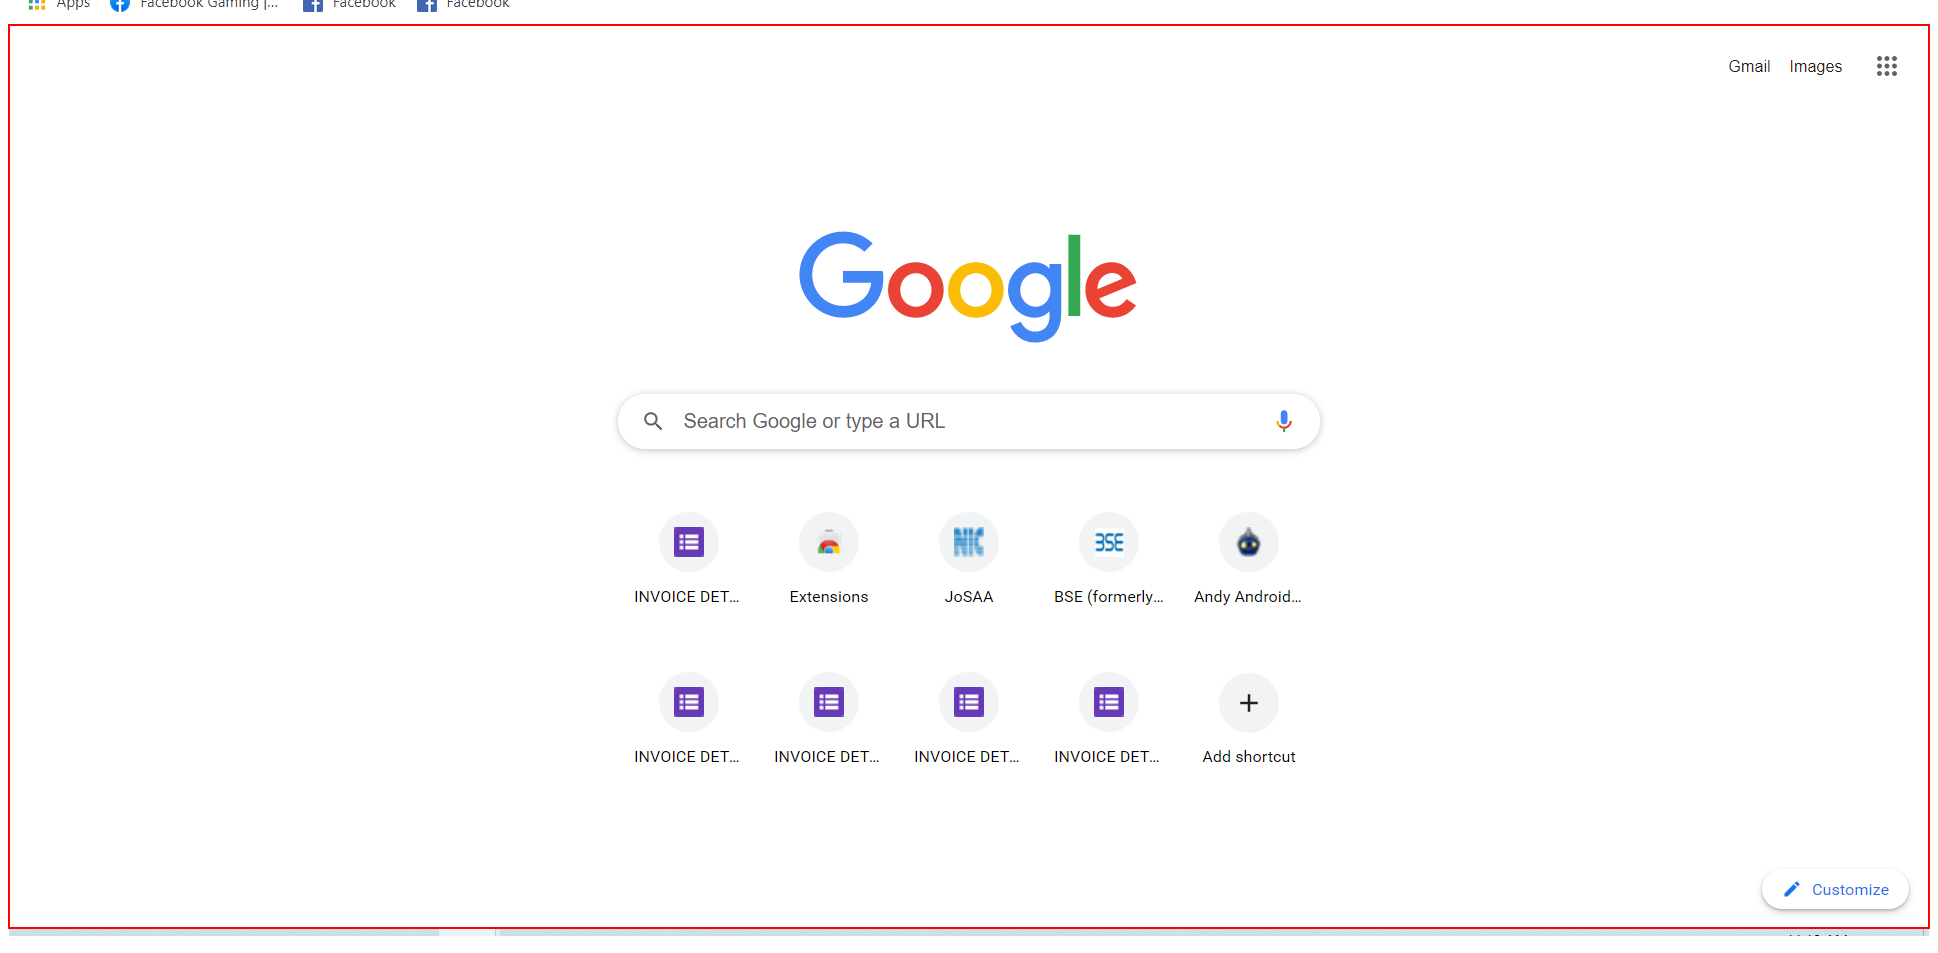 Apps Facebook Gaming |... Facebook Facebook
Gmail Images
Google
Search Google or type a URL
INVOICE DET... Extensions JoSAA BSE (formerly... Andy Android...
INVOICE DET... INVOICE DET... INVOICE DET... INVOICE DET... Add shortcut
Customize